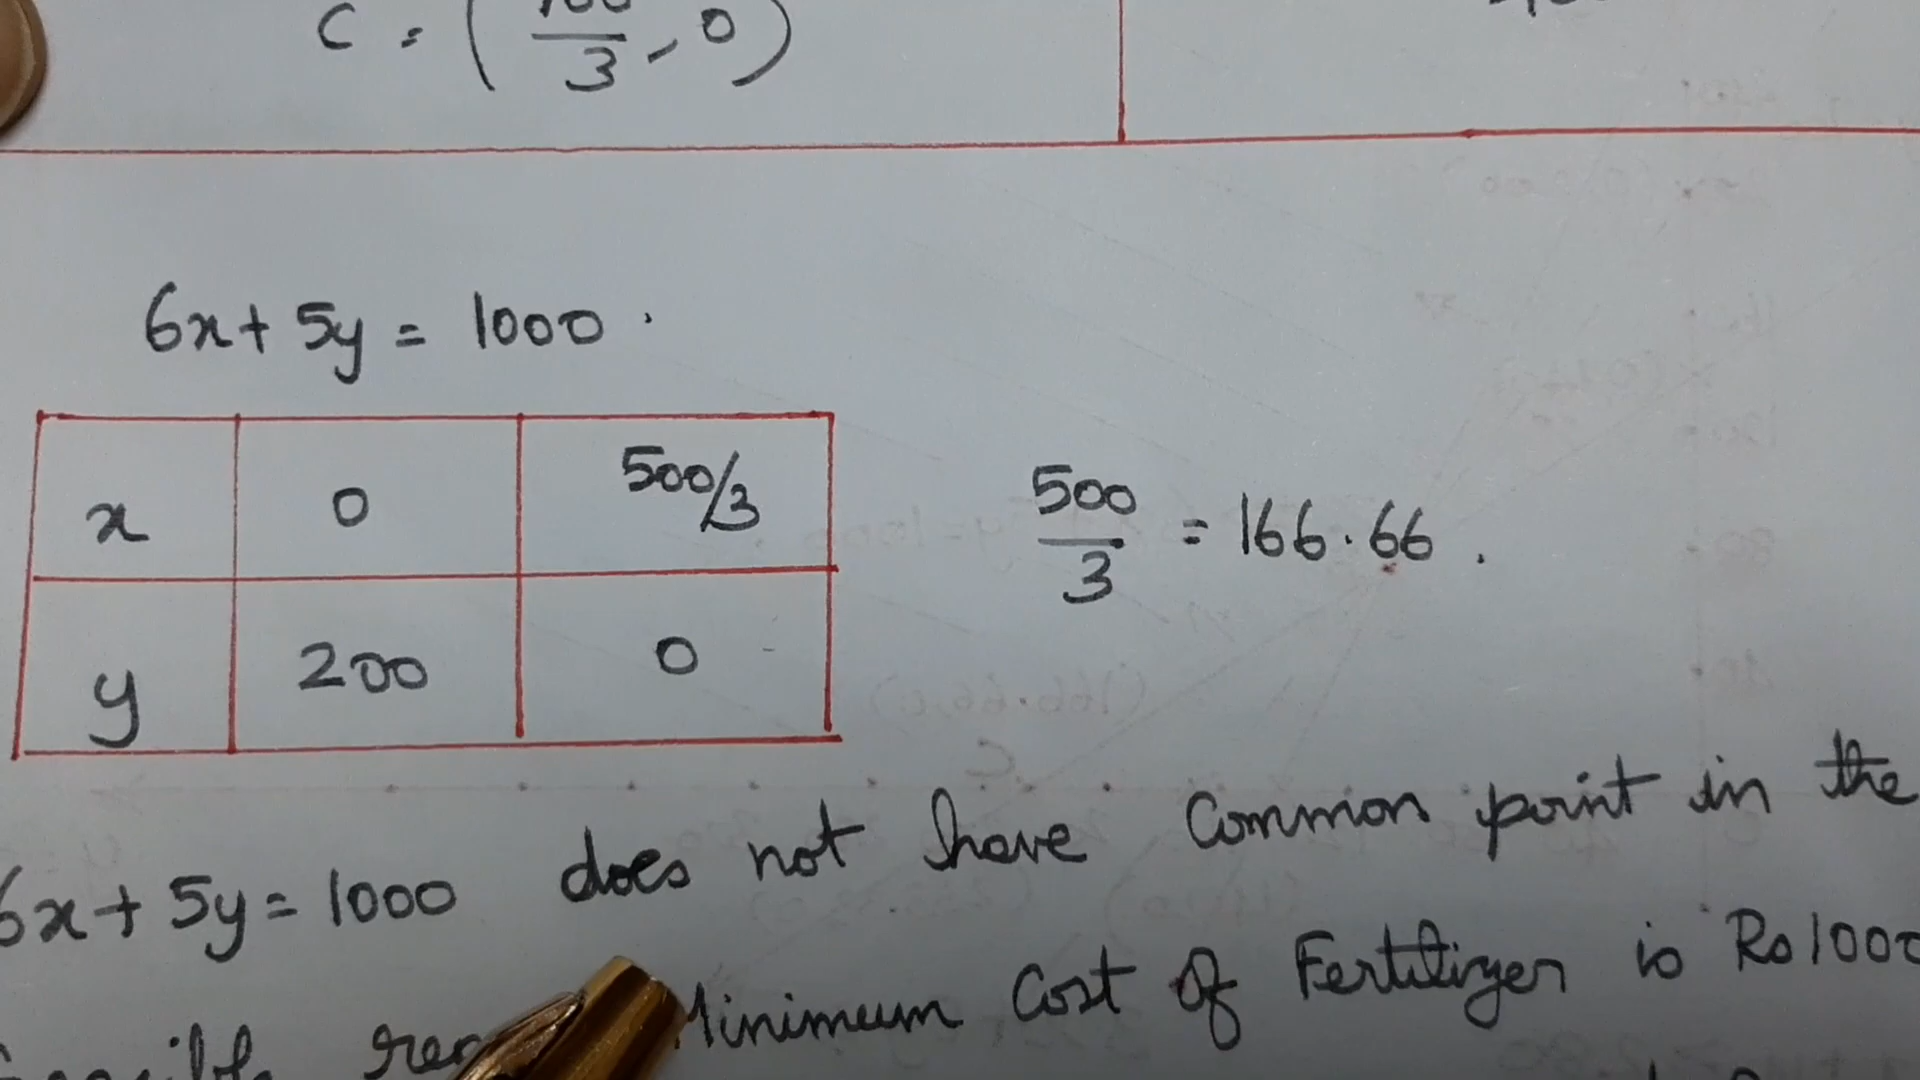 C = ( /3 , 0 )
6x + 5y = 1000 .
x 0 500/3
500/3 = 166.66 .
y 200 0
6x + 5y = 1000 does not have common point in the
Minimum Cost Of Fertilizer is Rs 1000